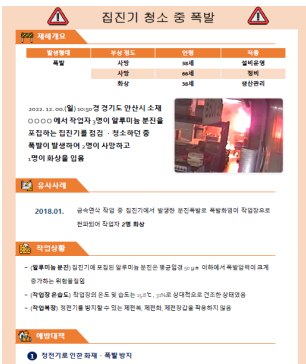 집진기 청소 중 폭발
재해개요
발생형태 부상 정도 연령 직종
폭발 사망 56세 설비운영
사망 66세 정비
화상 36세 생산관리
2022. 12. 00.(월) 10:50경 경기도 안산시 소재
○○○○에서 작업자 3명이 알루미늄 분진을
포집하는 집진기를 점검 · 청소하던 중
폭발이 발생하여 2명이 사망하고
1명이 화상을 입음
유사사례
2018.01. 금속연삭 작업 중 집진기에서 발생한 분진폭발로 폭발화염이 작업장으로
전파되어 작업자 2명 화상
작업상황
- (알루미늄 분진) 집진기에 포집된 알루미늄 분진은 평균입경 이하에서 폭발압력이 크게
증가하는 위험물질임
- (작업장 온습도) 작업장의 온도 및 습도는 상대적으로 건조한 상태였음
- (작업복장) 정전기를 방지할 수 있는 제전복, 제전화, 제전장갑을 착용하지 않음
예방대책
1 정전기로 인한 화재 · 폭발 방지